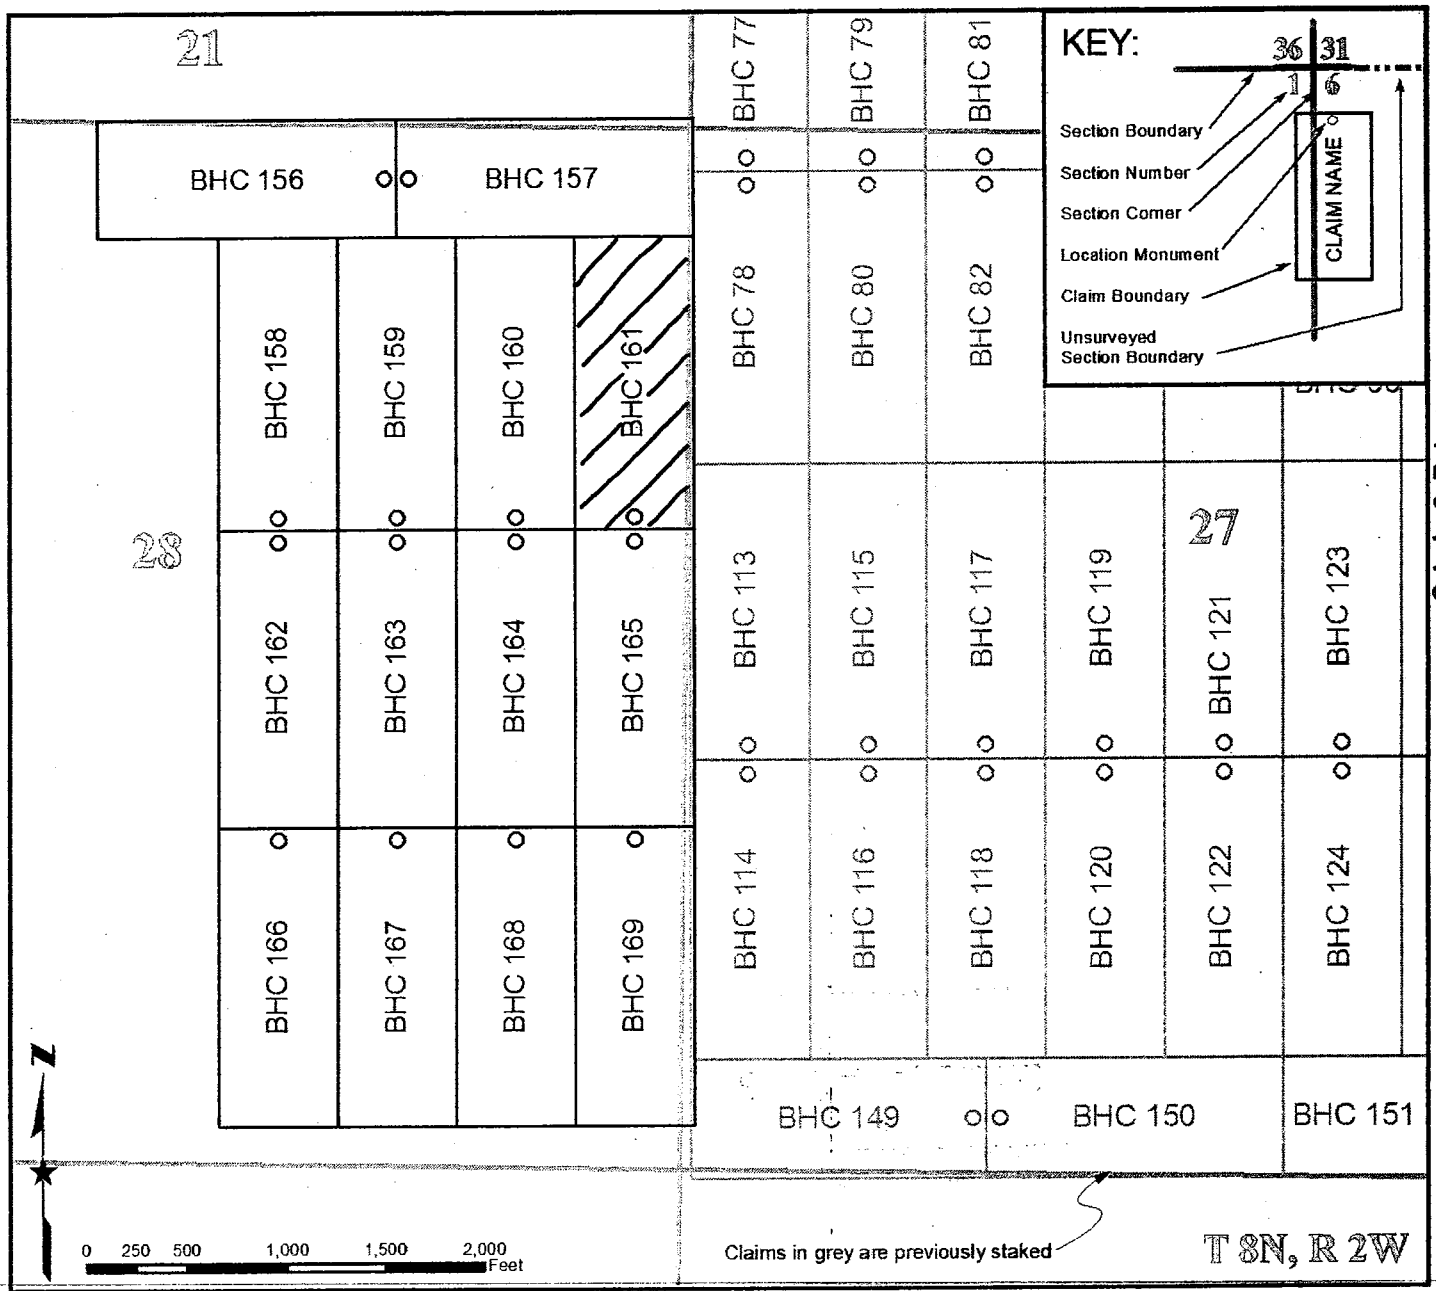 21
BHC 77
BHC 79
BHC 81
KEY:
36 31
1 6
Section Boundary
Section Number
Section Corner
Location Monument
Claim Boundary
Unsurveyed
Section Boundary
CLAIM NAME
BHC 156
BHC 157
BHC 158
BHC 159
BHC 160
BHC 161
BHC 78
BHC 80
BHC 82
28
27
BHC 162
BHC 163
BHC 164
BHC 165
BHC 113
BHC 115
BHC 117
BHC 119
BHC 121
BHC 123
BHC 166
BHC 167
BHC 168
BHC 169
BHC 114
BHC 116
BHC 118
BHC 120
BHC 122
BHC 124
BHC 149
BHC 150
BHC 151
N
0 250 500 1,000 1,500 2,000
Feet
Claims in grey are previously staked
T 8N, R 2W